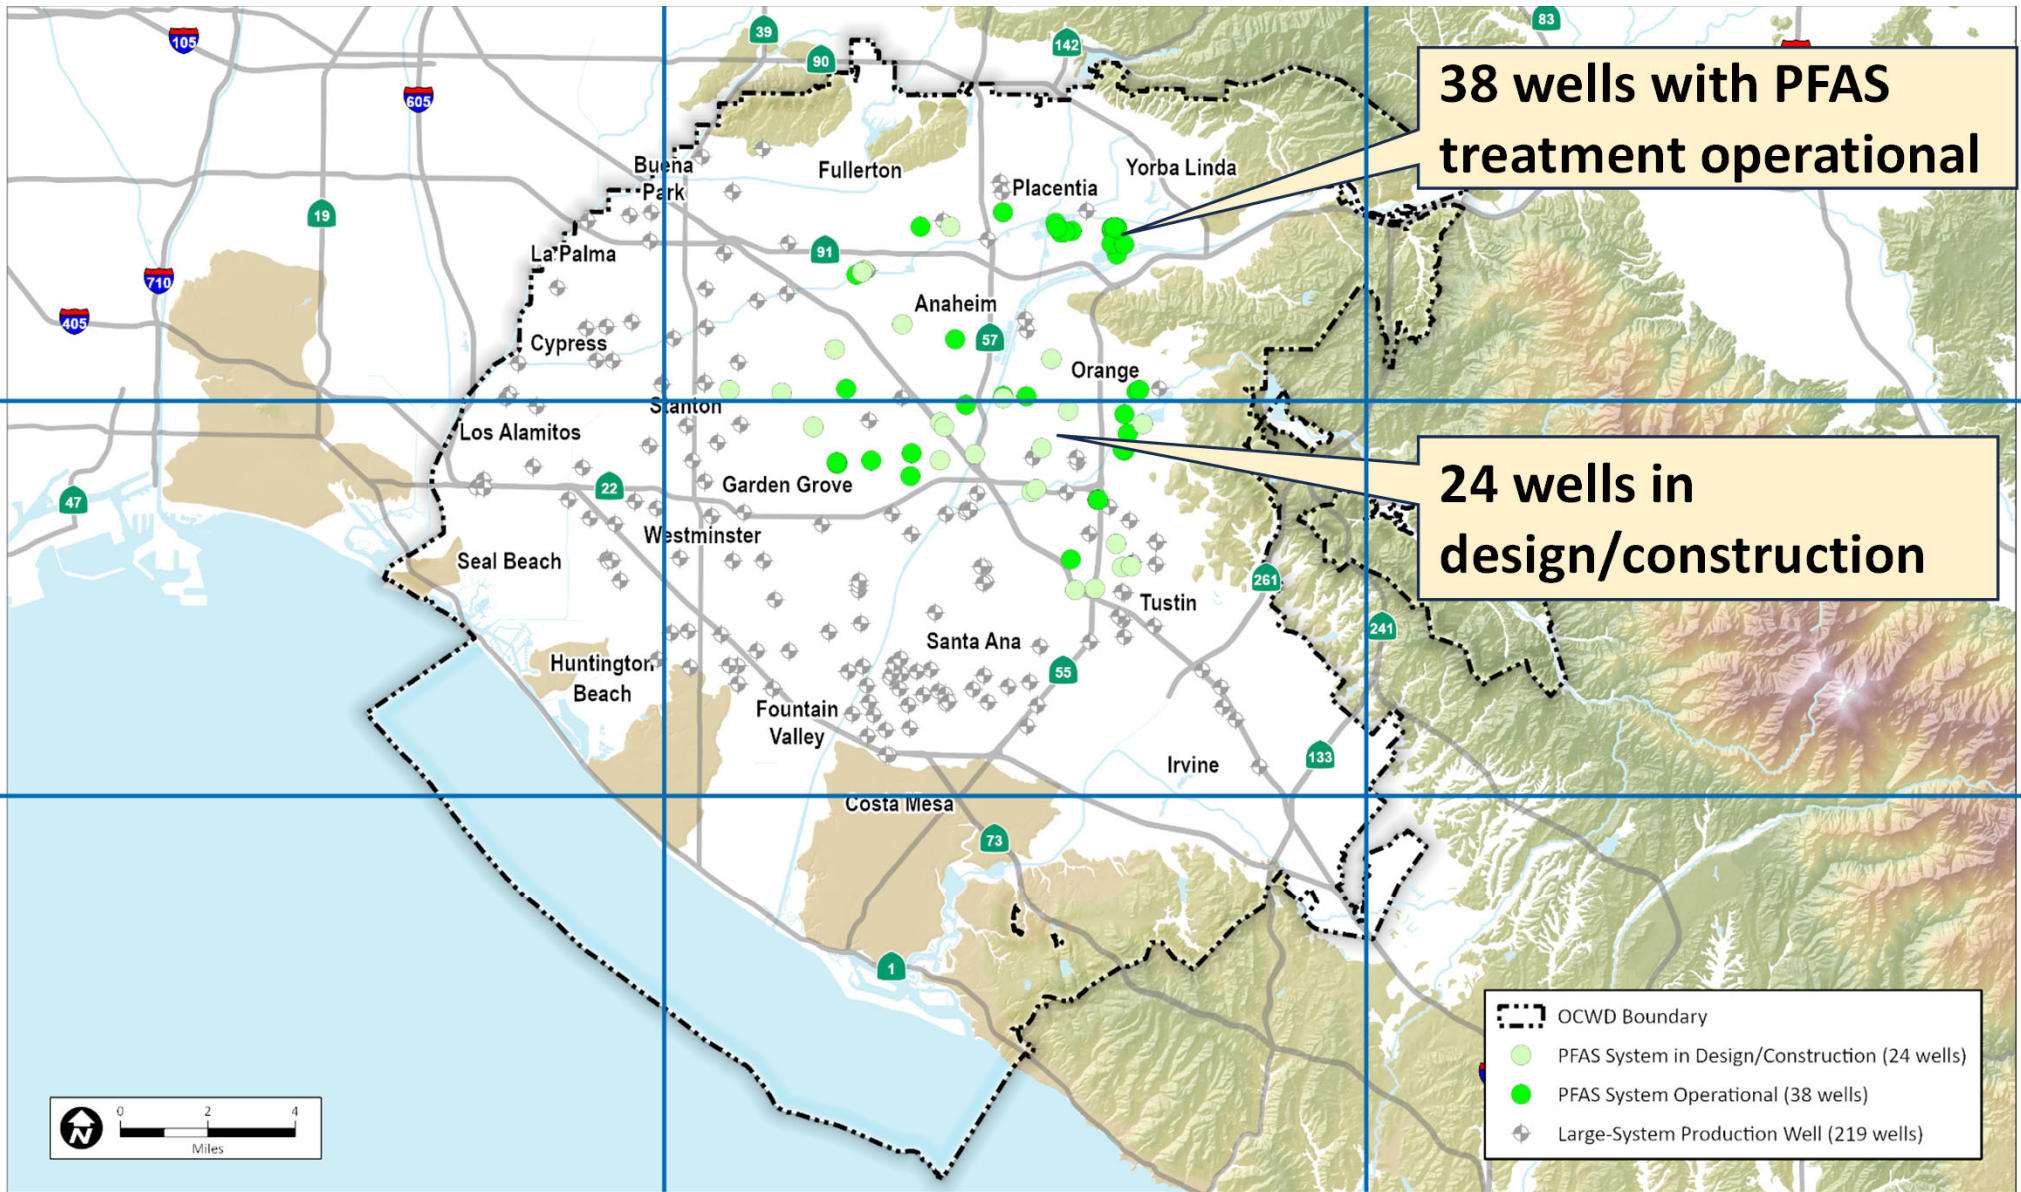 105
39
90
142
83
38 wells with PFAS
treatment operational
605
Buena
Park
Fullerton
Placentia
Yorba Linda
19
La Palma
91
710
Anaheim
405
Cypress
57
Orange
Stanton
Los Alamitos
24 wells in
design/construction
47
22
Garden Grove
Westminster
Seal Beach
261
Tustin
241
Santa Ana
Huntington
Beach
55
Fountain
Valley
Irvine
133
Costa Mesa
73
1
OCWD Boundary
PFAS System in Design/Construction (24 wells)
PFAS System Operational (38 wells)
Large-System Production Well (219 wells)
N
0 2 4
Miles